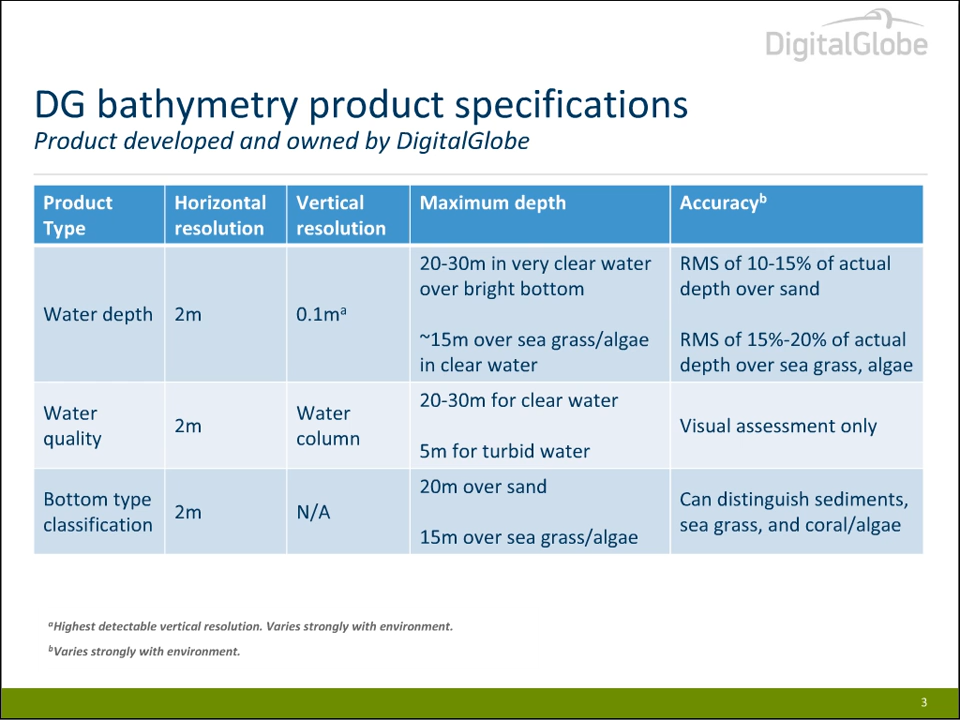 DigitalGlobe
DG bathymetry product specifications
Product developed and owned by DigitalGlobe
Product
Type
Horizontal
resolution
Vertical
resolution
Maximum depth
Accuracyᵇ
Water depth
2m
0.1mᵃ
20-30m in very clear water
over bright bottom
~15m over sea grass/algae
in clear water
RMS of 10-15% of actual
depth over sand
RMS of 15%-20% of actual
depth over sea grass, algae
Water
quality
2m
Water
column
20-30m for clear water
5m for turbid water
Visual assessment only
Bottom type
classification
2m
N/A
20m over sand
15m over sea grass/algae
Can distinguish sediments,
sea grass, and coral/algae
ᵃHighest detectable vertical resolution. Varies strongly with environment.
ᵇVaries strongly with environment.
3